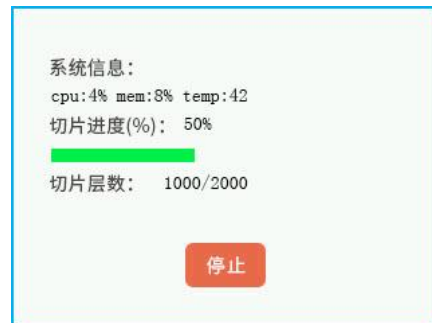 系统信息：
cpu:4% mem:8% temp:42
切片进度(%)： 50%
切片层数： 1000/2000
停止